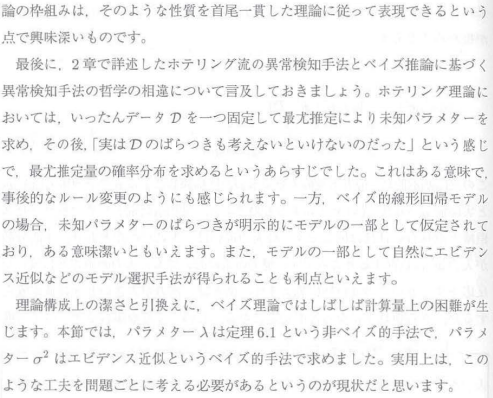 論の枠組みは，そのような性質を首尾一貫した理論に従って表現できるという
点で興味深いものです。
最後に，2章で詳述したホテリング流の異常検知手法とベイズ推論に基づく
異常検知手法の哲学の相違について言及しておきましょう。ホテリング理論に
おいては，いったんデータ D を一つ固定して最尤推定により未知パラメターを
求め，その後，「実は D のばらつきも考えないといけないのだった」という感じ
で，最尤推定量の確率分布を求めるというあらすじでした。これはある意味で，
事後的なルール変更のようにも感じられます。一方，ベイズ的線形回帰モデル
の場合，未知パラメターのばらつきが明示的にモデルの一部として仮定されて
おり，ある意味潔いともいえます。また，モデルの一部として自然にエビデン
ス近似などのモデル選択手法が得られることも利点といえます。
理論構成上の潔さと引換えに，ベイズ理論ではしばしば計算量上の困難が生
じます。本節では，パラメター λ は定理 6.1 という非ベイズ的手法で，パラメ
ター σ² はエビデンス近似というベイズ的手法で求めました。実用上は，この
ような工夫を問題ごとに考える必要があるというのが現状だと思います。